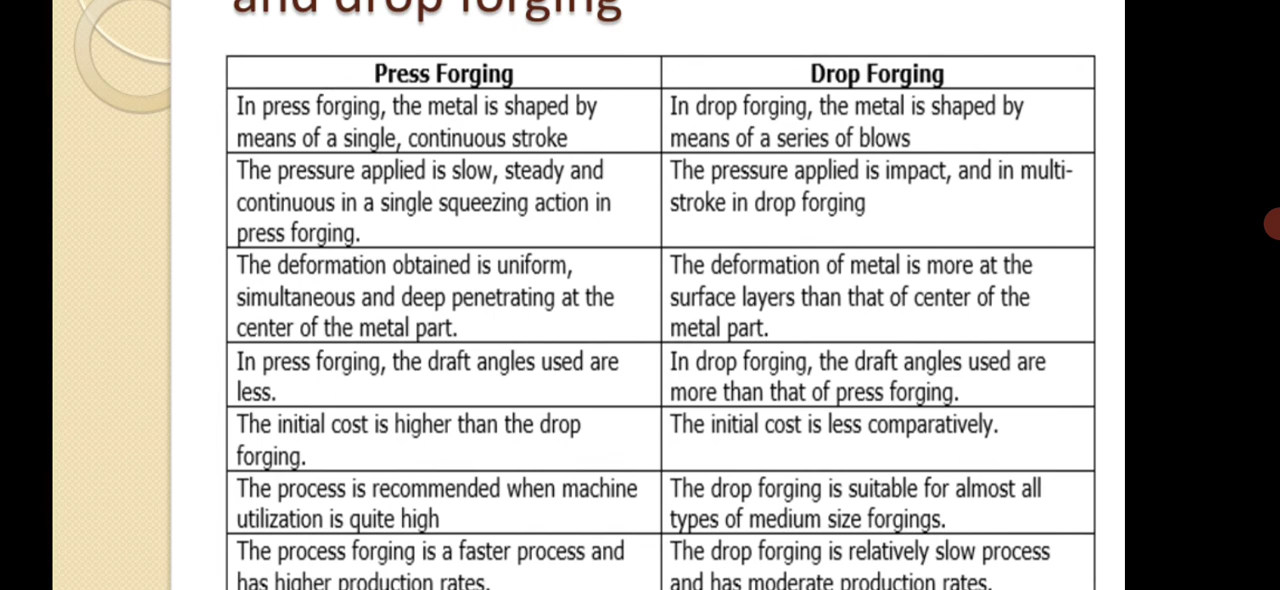 and drop forging
Press Forging
Drop Forging
In press forging, the metal is shaped by
means of a single, continuous stroke
In drop forging, the metal is shaped by
means of a series of blows
The pressure applied is slow, steady and
continuous in a single squeezing action in
press forging.
The pressure applied is impact, and in multi-
stroke in drop forging
The deformation obtained is uniform,
simultaneous and deep penetrating at the
center of the metal part.
The deformation of metal is more at the
surface layers than that of center of the
metal part.
In press forging, the draft angles used are
less.
In drop forging, the draft angles used are
more than that of press forging.
The initial cost is higher than the drop
forging.
The initial cost is less comparatively.
The process is recommended when machine
utilization is quite high
The drop forging is suitable for almost all
types of medium size forgings.
The process forging is a faster process and
has higher production rates.
The drop forging is relatively slow process
and has moderate production rates.